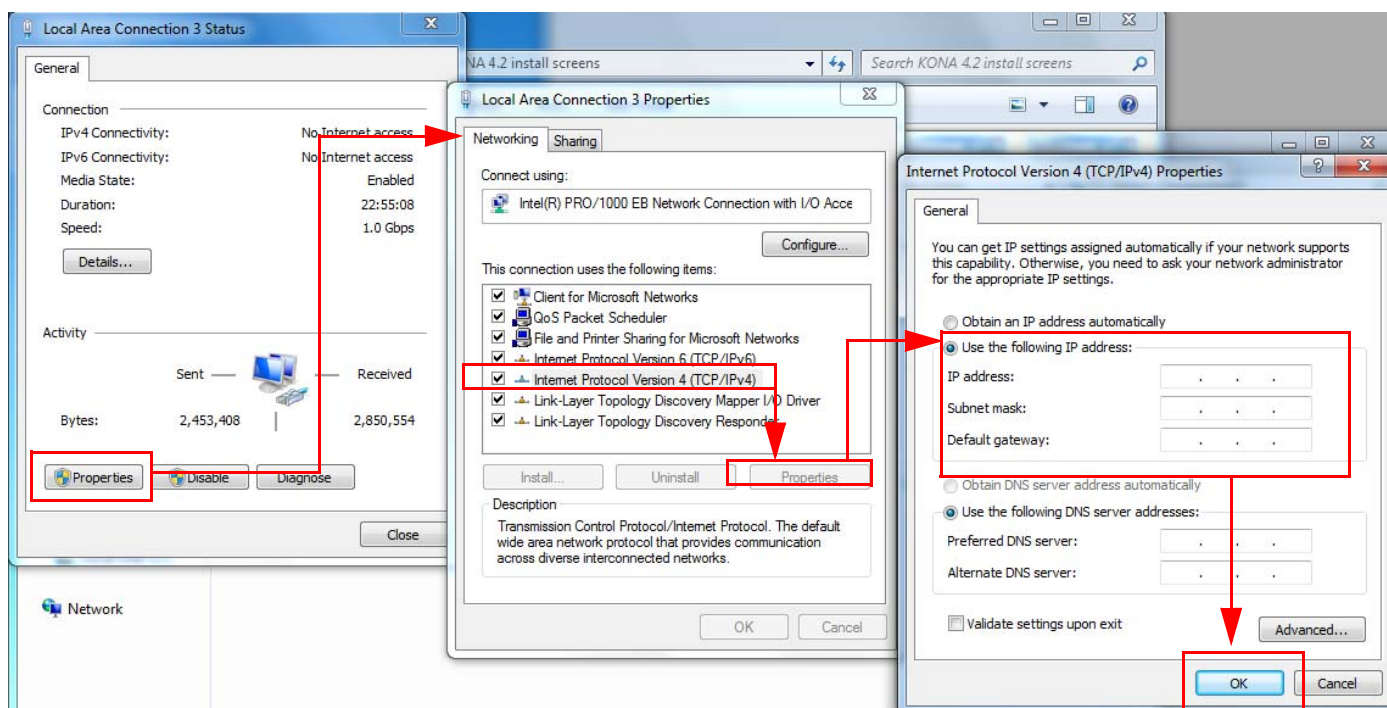 Local Area Connection 3 Status
General
Connection
IPv4 Connectivity: No Internet access
IPv6 Connectivity: No Internet access
Media State: Enabled
Duration: 22:55:08
Speed: 1.0 Gbps
Details...
Activity
Sent Received
Bytes: 2,453,408 2,850,554
Properties Disable Diagnose
Close
Network
NA 4.2 install screens
Search KONA 4.2 install screens
Local Area Connection 3 Properties
Networking Sharing
Connect using:
Intel(R) PRO/1000 EB Network Connection with I/O Acce
Configure...
This connection uses the following items:
Client for Microsoft Networks
QoS Packet Scheduler
File and Printer Sharing for Microsoft Networks
Internet Protocol Version 6 (TCP/IPv6)
Internet Protocol Version 4 (TCP/IPv4)
Link-Layer Topology Discovery Mapper I/O Driver
Link-Layer Topology Discovery Responder
Install... Uninstall Properties
Description
Transmission Control Protocol/Internet Protocol. The default
wide area network protocol that provides communication
across diverse interconnected networks.
OK Cancel
Internet Protocol Version 4 (TCP/IPv4) Properties
General
You can get IP settings assigned automatically if your network supports
this capability. Otherwise, you need to ask your network administrator
for the appropriate IP settings.
Obtain an IP address automatically
Use the following IP address:
IP address: . . .
Subnet mask: . . .
Default gateway: . . .
Obtain DNS server address automatically
Use the following DNS server addresses:
Preferred DNS server: . . .
Alternate DNS server: . . .
Validate settings upon exit
Advanced...
OK Cancel